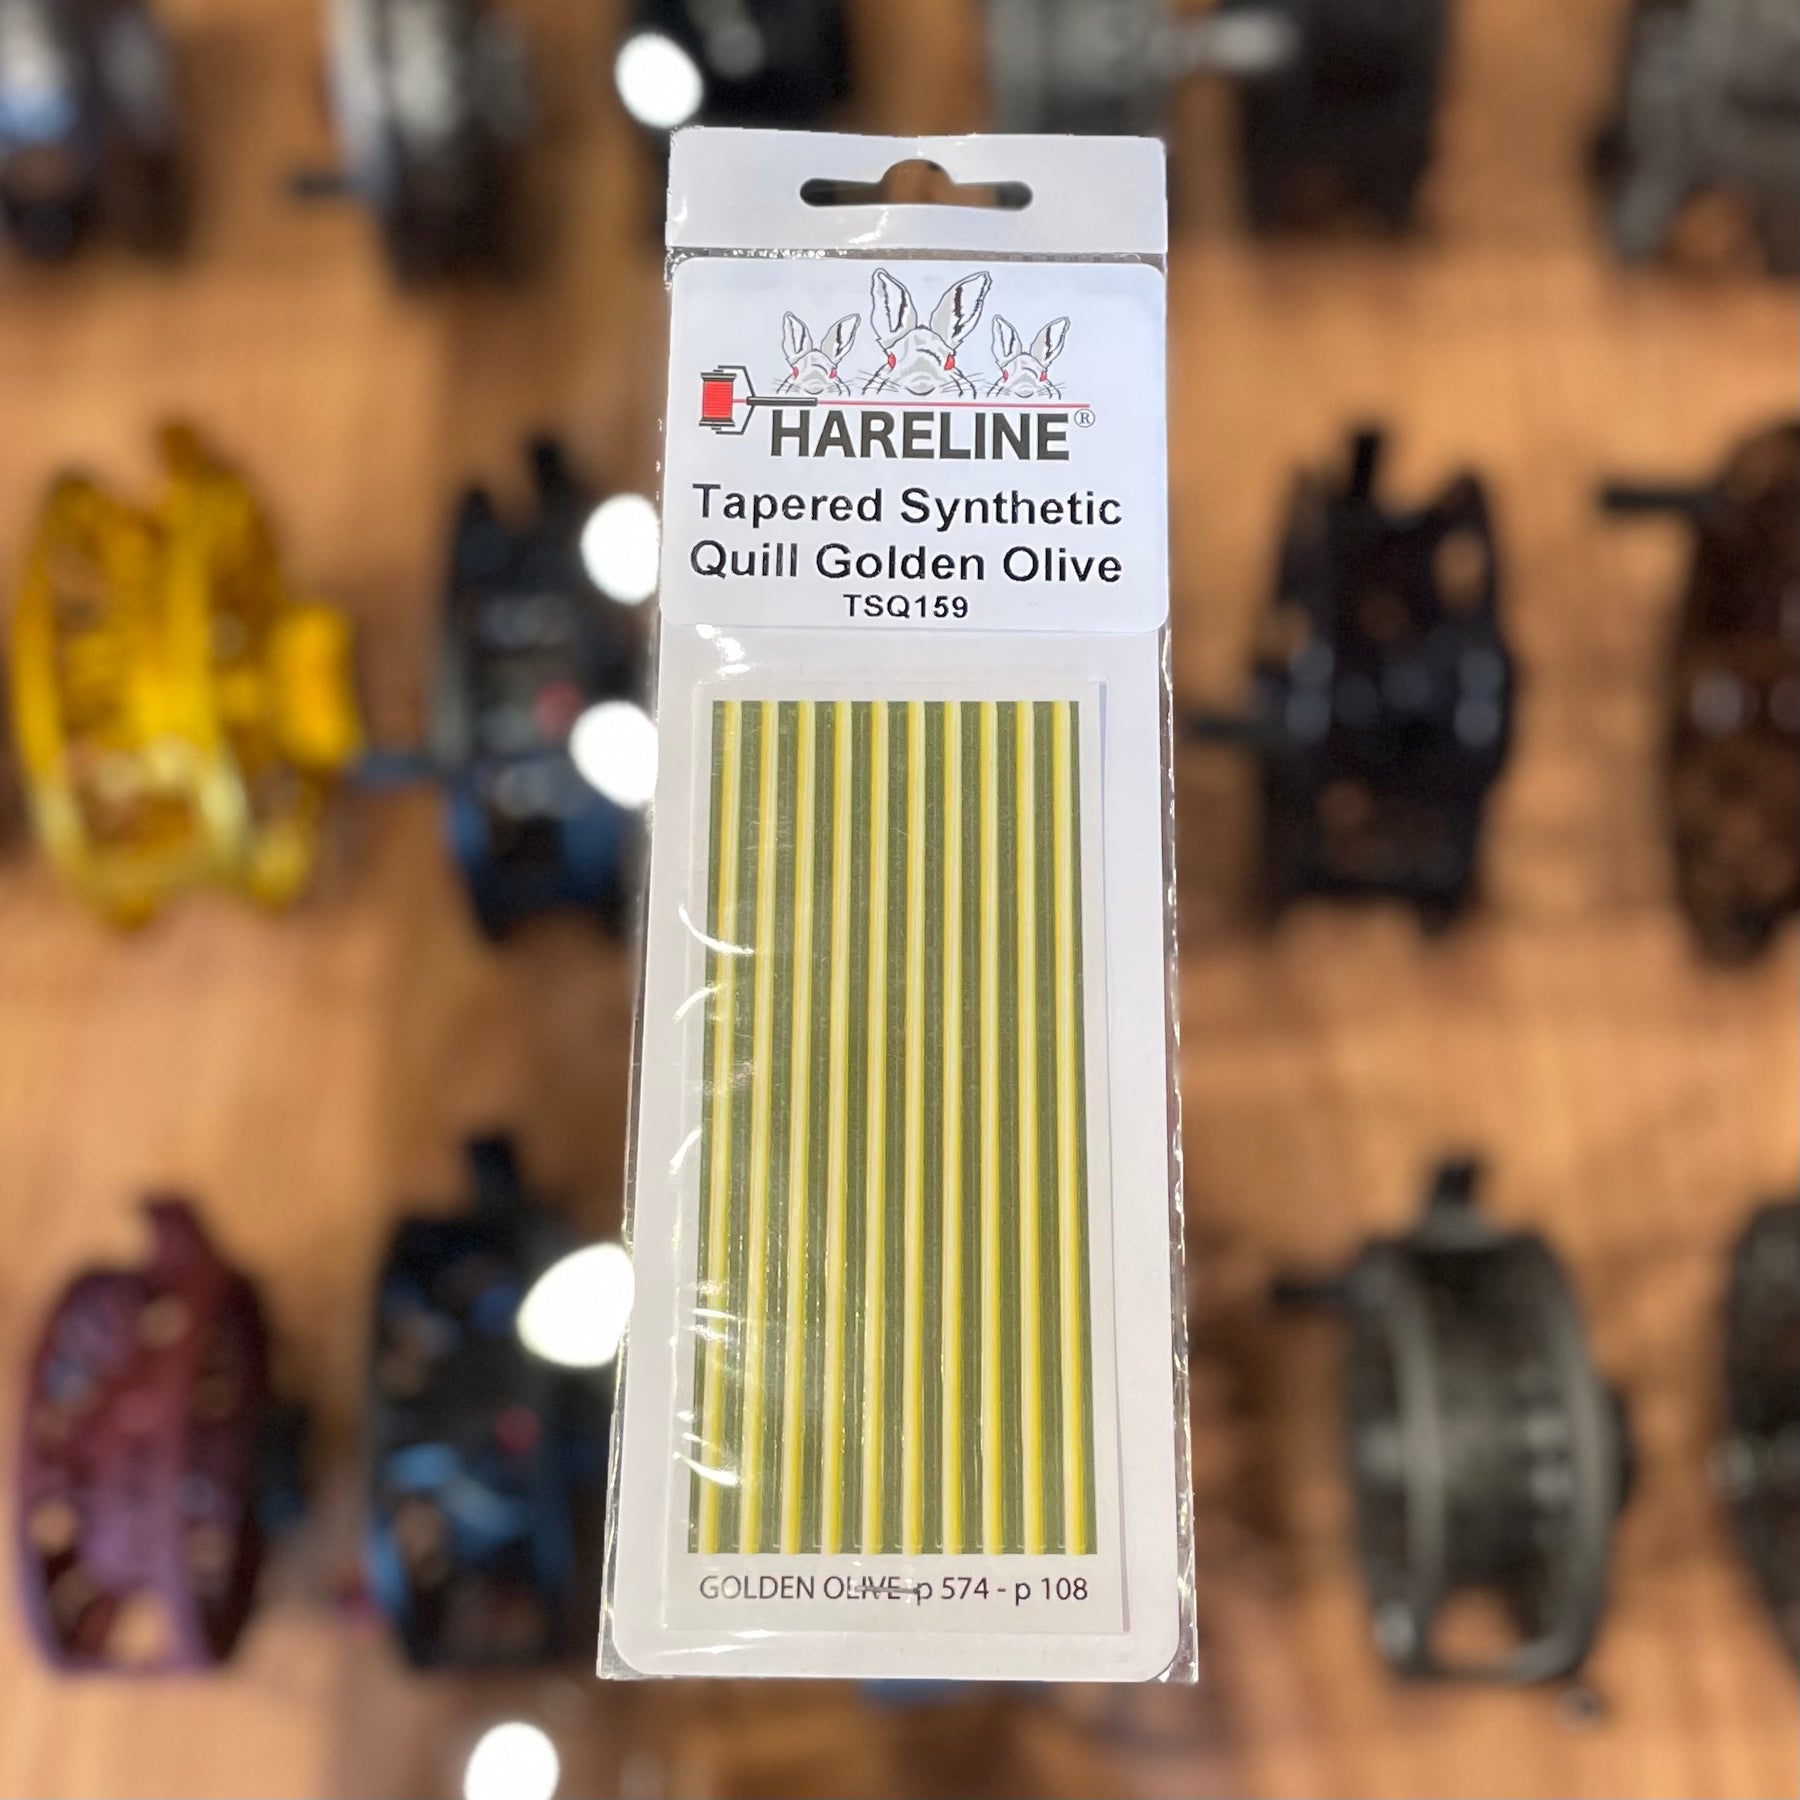 HARELINE®
Tapered Synthetic
Quill Golden Olive
TSQ159
GOLDEN OLIVE-p 574 - p 108